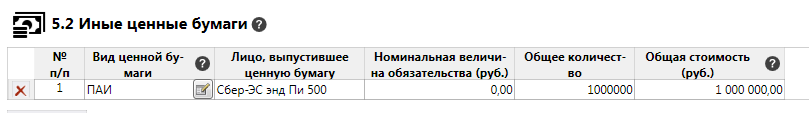 5.2 Иные ценные бумаги ?
№ п/п Вид ценной бу-маги ? Лицо, выпустившее ценную бумагу Номинальная величи-на обязательства (руб.) Общее количест-во Общая стоимость (руб.) ?
1 ПАИ Сбер-ЭС энд Пи 500 0,00 1000000 1 000 000,00